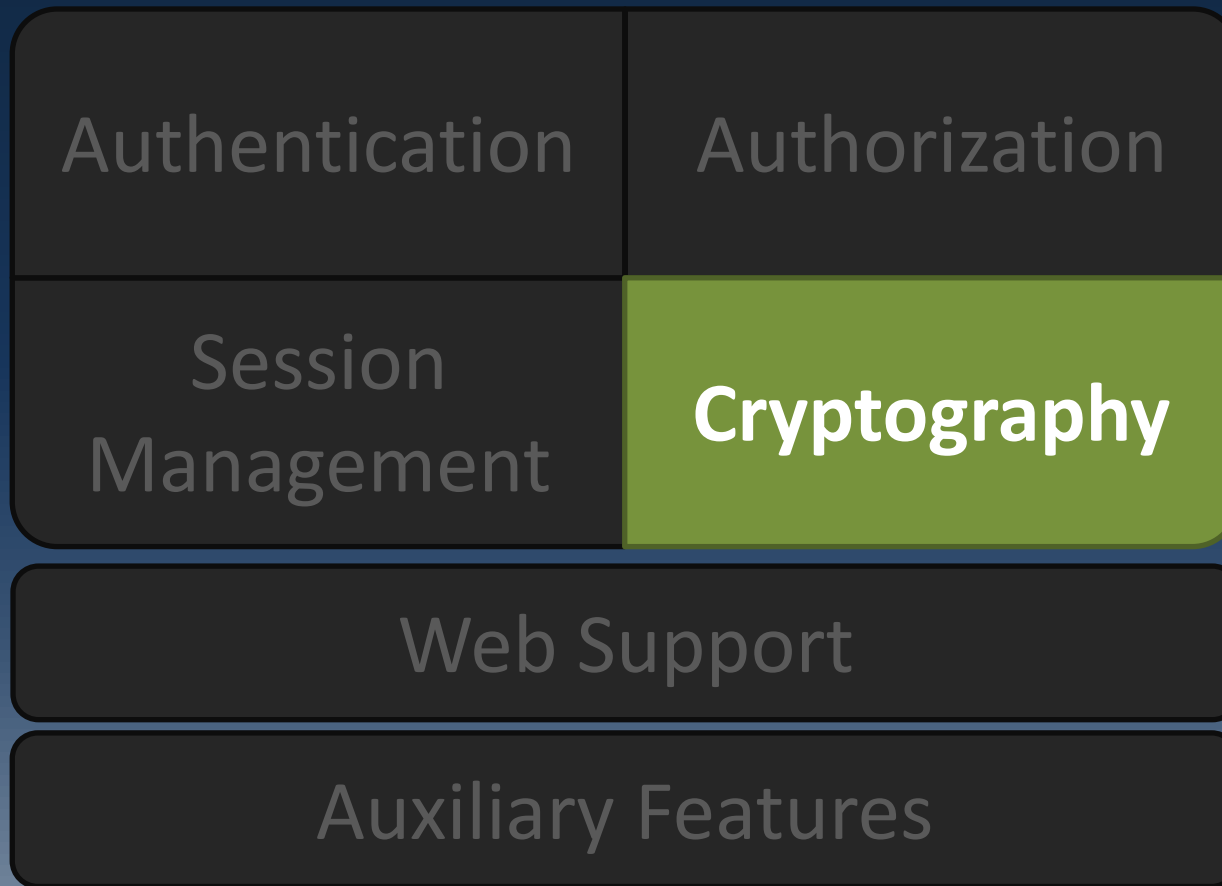 Authentication
Authorization
Session
Management
Cryptography
Web Support
Auxiliary Features